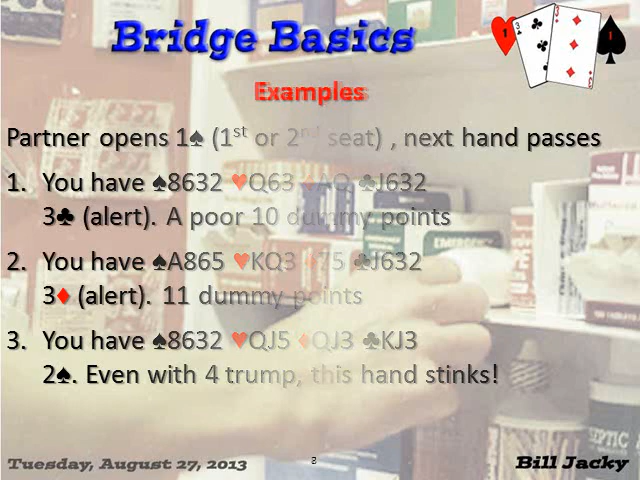 Bridge Basics
Examples
Partner opens 1♠ (1st or 2nd seat) , next hand passes
1. You have ♠8632 ♥Q63 ♦AQ ♣J632
3♣ (alert). A poor 10 dummy points
2. You have ♠A865 ♥KQ3 ♦75 ♣J632
3♦ (alert). 11 dummy points
3. You have ♠8632 ♥QJ5 ♦QJ3 ♣KJ3
2♠. Even with 4 trump, this hand stinks!
Tuesday, August 27, 2013
Bill Jacky